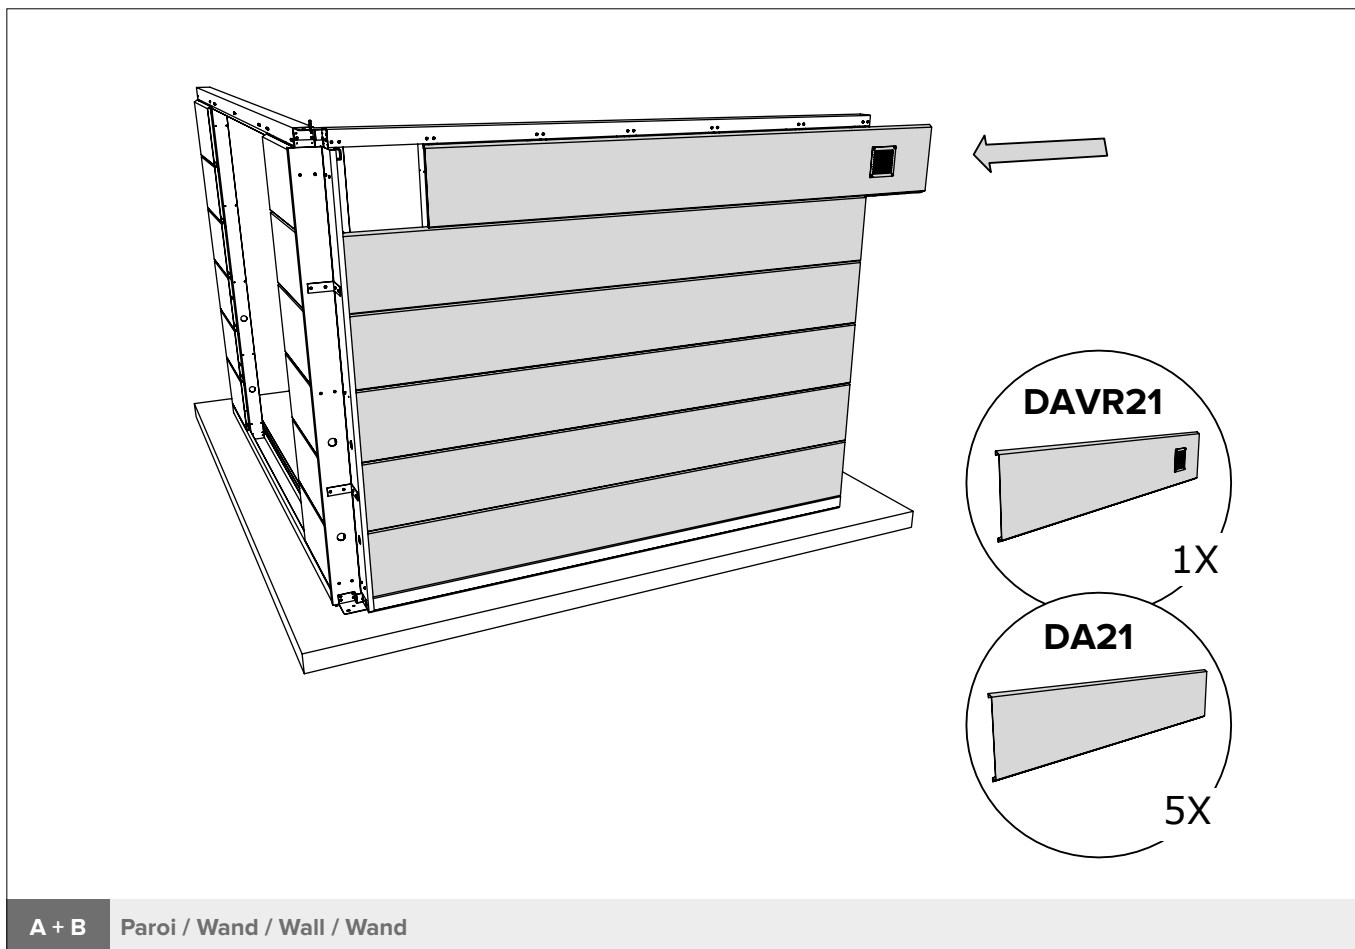 DAVR21
1X
DA21
5X
A + B
Paroi / Wand / Wall / Wand